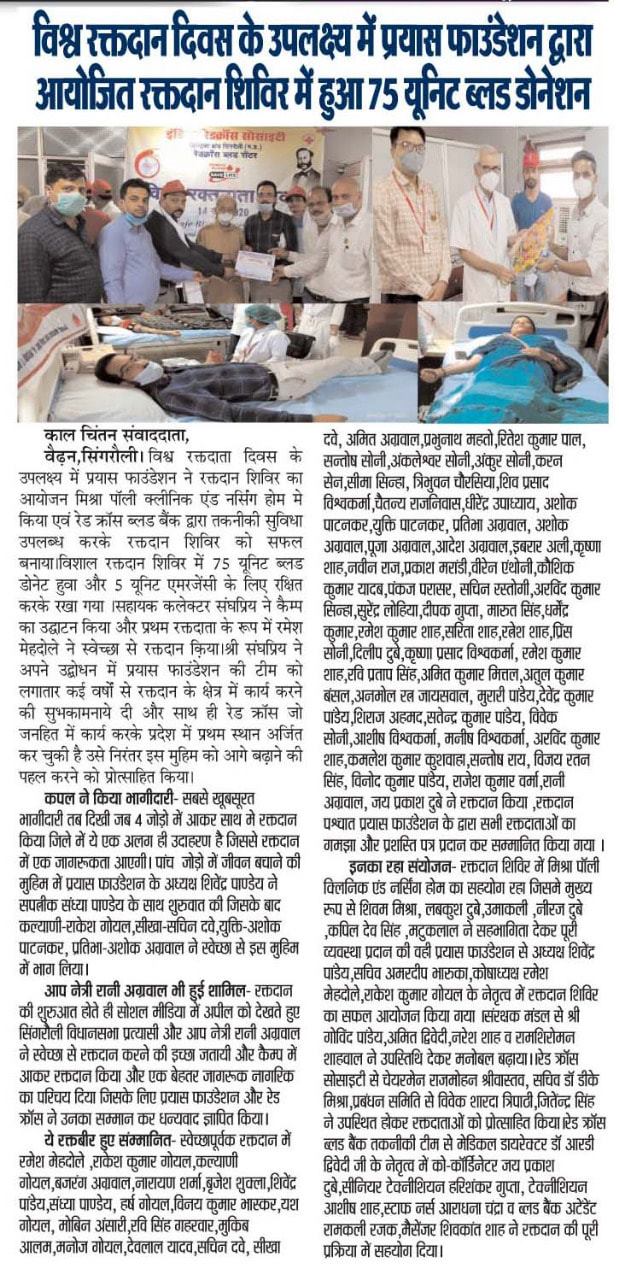 विश्व रक्तदान दिवस के उपलक्ष्य में प्रयास फाउंडेशन द्वारा
आयोजित रक्तदान शिविर में हुआ 75 यूनिट ब्लड डोनेशन
इंडियन रेडक्रॉस सोसाइटी
रेडक्रॉस ब्लड सेंटर
काल चिंतन संवाददाता,
वैढ़न,सिंगरौली। विश्व रक्तदाता दिवस के
उपलक्ष्य में प्रयास फाउंडेशन ने रक्तदान शिविर का
आयोजन मिश्रा पॉली क्लीनिक एंड नर्सिग होम मे
किया एवं रेड क्रॉस ब्लड बैंक द्वारा तकनीकी सुविधा
उपलब्ध करके रक्तदान शिविर को सफल
बनाया।विशाल रक्तदान शिविर में 75 यूनिट ब्लड
डोनेट हुवा और 5 यूनिट एमरजेंसी के लिए रक्षित
करके रखा गया ।सहायक कलेक्टर संघप्रिय ने कैम्प
का उद्घाटन किया और प्रथम रक्तदाता के रूप में रमेश
मेहदोले ने स्वेच्छा से रक्तदान क़िया।श्री संघप्रिय ने
अपने उद्बोधन में प्रयास फाउंडेशन की टीम को
लगातार कई वर्षो से रक्तदान के क्षेत्र में कार्य करने
की सुभकामनाये दी और साथ ही रेड क्रॉस जो
जनहित में कार्य करके प्रदेश में प्रथम स्थान अर्जित
कर चुकी है उसे निरंतर इस मुहिम को आगे बढ़ाने की
पहल करने को प्रोत्साहित किया।
कपल ने किया भागीदारी- सबसे खूबसूरत
भागीदारी तब दिखी जब 4 जोड़ो में आकर साथ मे रक्तदान
किया जिले में ये एक अलग ही उदाहरण है जिससे रक्तदान
में एक जागरूकता आएगी। पांच जोड़ो में जीवन बचाने की
मुहिम में प्रयास फाउंडेशन के अध्यक्ष शिवेंद्र पाण्डेय ने
सपत्नीक संध्या पाण्डेय के साथ शुरुवात की जिसके बाद
कल्याणी-राकेश गोयल,सीखा-सचिन दवे,युक्ति-अशोक
पाटनकर, प्रतिभा-अशोक अग्रवाल ने स्वेच्छा से इस मुहिम
में भाग लिया।
आप नेत्री रानी अग्रवाल भी हुई शामिल- रक्तदान
की शुरुआत होते ही सोशल मीडिया में अपील को देखते हुए
सिंगरौली विधानसभा प्रत्यासी और आप नेत्री रानी अग्रवाल
ने स्वेच्छा से रक्तदान करने की इच्छा जतायी और कैम्प में
आकर रक्तदान किया और एक बेहतर जागरूक नागरिक
का परिचय दिया जिसके लिए प्रयास फाउंडेशन और रेड
क्रॉस ने उनका सम्मान कर धन्यवाद ज्ञापित किया।
ये रक्तबीर हुए सम्मानित- स्वेच्छापूर्वक रक्तदान में
रमेश मेहदोले ,राकेश कुमार गोयल,कल्याणी
गोयल,बजरंग अग्रवाल,नारायण शर्मा,बृजेश शुक्ला,शिवेंद्र
पांडेय,संध्या पाण्डेय, हर्ष गोयल,विनय कुमार भास्कर,यश
गोयल, मोबिन अंसारी,रवि सिंह गहरवार,मुकिब
आलम,मनोज गोयल,देवलाल यादव,सचिन दवे, सीखा
दवे, अमित अग्रवाल,प्रभुनाथ महतो,रितेश कुमार पाल,
सन्तोष सोनी,अंकलेश्वर सोनी,अंकुर सोनी,करन
सेन,सीमा सिन्हा, त्रिभुवन चौरसिया,शिव प्रसाद
विश्वकर्मा,चैतन्य राजनिवास,धीरेंद्र उपाध्याय, अशोक
पाटनकर,युक्ति पाटनकर, प्रतिभा अग्रवाल, अशोक
अग्रवाल,पूजा अग्रवाल,आदेश अग्रवाल,इबरार अली,कृष्णा
शाह,नवीन राज,प्रकाश मरांडी,वीरेन एंथोनी,कौशिक
कुमार यादव,पंकज परासर, सचिन रस्तोगी,अरविंद कुमार
सिन्हा,सुरेंद्र लोहिया,दीपक गुप्ता, मारुत सिंह,धर्मेंद्र
कुमार,रमेश कुमार शाह,सरिता शाह,रत्नेश शाह,प्रिंस
सोनी,दिलीप दुबे,कृष्णा प्रसाद विश्वकर्मा, रमेश कुमार
शाह,रवि प्रताप सिंह,अमित कुमार मित्तल,अतुल कुमार
बंसल,अनमोल रत्न जायसवाल, मुरारी पांडेय,देवेंद्र कुमार
पांडेय,शिराज अहमद,सतेन्द्र कुमार पांडेय, विवेक
सोनी,आशीष विश्वकर्मा, मनीष विश्वकर्मा, अरविंद कुमार
शाह,कमलेश कुमार कुशवाहा,सन्तोष राय, विजय रतन
सिंह, विनोद कुमार पांडेय, राजेश कुमार वर्मा,रानी
अग्रवाल, जय प्रकाश दुबे ने रक्तदान किया ,रक्तदान
पश्चात प्रयास फाउंडेशन के द्वारा सभी रक्तदाताओं का
गमझा और प्रशस्ति पत्र प्रदान कर सम्मानित किया गया ।
इनका रहा संयोजन- रक्तदान शिविर में मिश्रा पॉली
क्लिनिक एंड नर्सिंग होम का सहयोग रहा जिसमे मुख्य
रूप से शिवम मिश्रा, लबकुश दुबे,उमाकली ,नीरज दुबे
,कपिल देव सिंह ,मटुकलाल ने सहभागिता देकर पूरी
व्यवस्था प्रदान की वही प्रयास फाउंडेशन से अध्यक्ष शिवेंद्र
पांडेय,सचिव अमरदीप भारुका,कोषाध्यक्ष रमेश
मेहदोले,राकेश कुमार गोयल के नेतृत्व में रक्तदान शिविर
का सफल आयोजन किया गया ।संरक्षक मंडल से श्री
गोविंद पांडेय,अमित द्विवेदी,नरेश शाह व रामशिरोमन
शाहवाल ने उपस्तिथि देकर मनोबल बढ़ाया।रेड क्रॉस
सोसाइटी से चेयरमैन राजमोहन श्रीवास्तव, सचिव डॉ डीके
मिश्रा,प्रबंधन समिति से विवेक शारदा त्रिपाठी,जितेन्द्र सिंह
ने उपस्थित होकर रक्तदाताओं को प्रोत्साहित किया।रेड क्रॉस
ब्लड बैंक तकनीकी टीम से मेडिकल डायरेक्टर डॉ आरडी
द्विवेदी जी के नेतृत्व में को-कॉर्डिनेटर जय प्रकाश
दुबे,सीनियर टेक्नीशियन हरिशंकर गुप्ता, टेक्नीशियन
आशीष शाह,स्टाफ नर्स आराधना चंद्रा व ब्लड बैंक अटेडेंट
रामकली रजक,मैसेंजर शिवकांत शाह ने रक्तदान की पूरी
प्रक्रिया में सहयोग दिया।